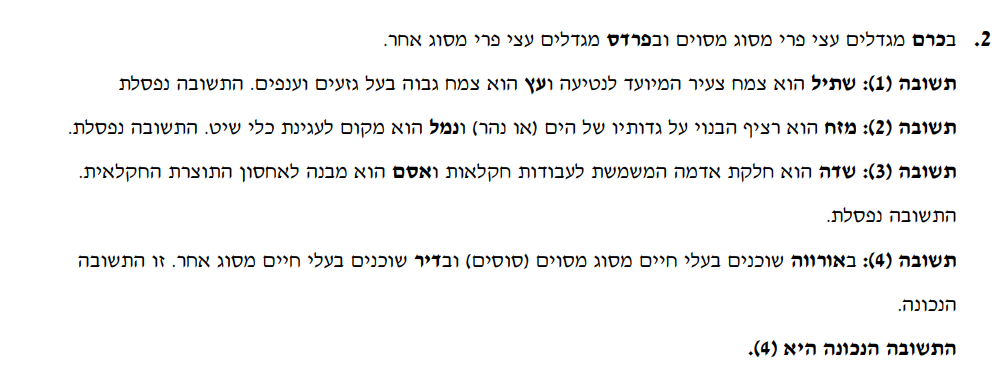 2. בכרם מגדלים עצי פרי מסוג מסוים ובפרדס מגדלים עצי פרי מסוג אחר.
תשובה (1): שתיל הוא צמח צעיר המיועד לנטיעה ועץ הוא צמח גבוה בעל גזעים וענפים. התשובה נפסלת
תשובה (2): מזח הוא רציף הבנוי על גדותיו של הים (או נהר) ונמל הוא מקום לעגינת כלי שיט. התשובה נפסלת.
תשובה (3): שדה הוא חלקת אדמה המשמשת לעבודות חקלאות ואסם הוא מבנה לאחסון התוצרת החקלאית.
התשובה נפסלת.
תשובה (4): באורווה שוכנים בעלי חיים מסוג מסוים (סוסים) ובדיר שוכנים בעלי חיים מסוג אחר. זו התשובה
הנכונה.
התשובה הנכונה היא (4).